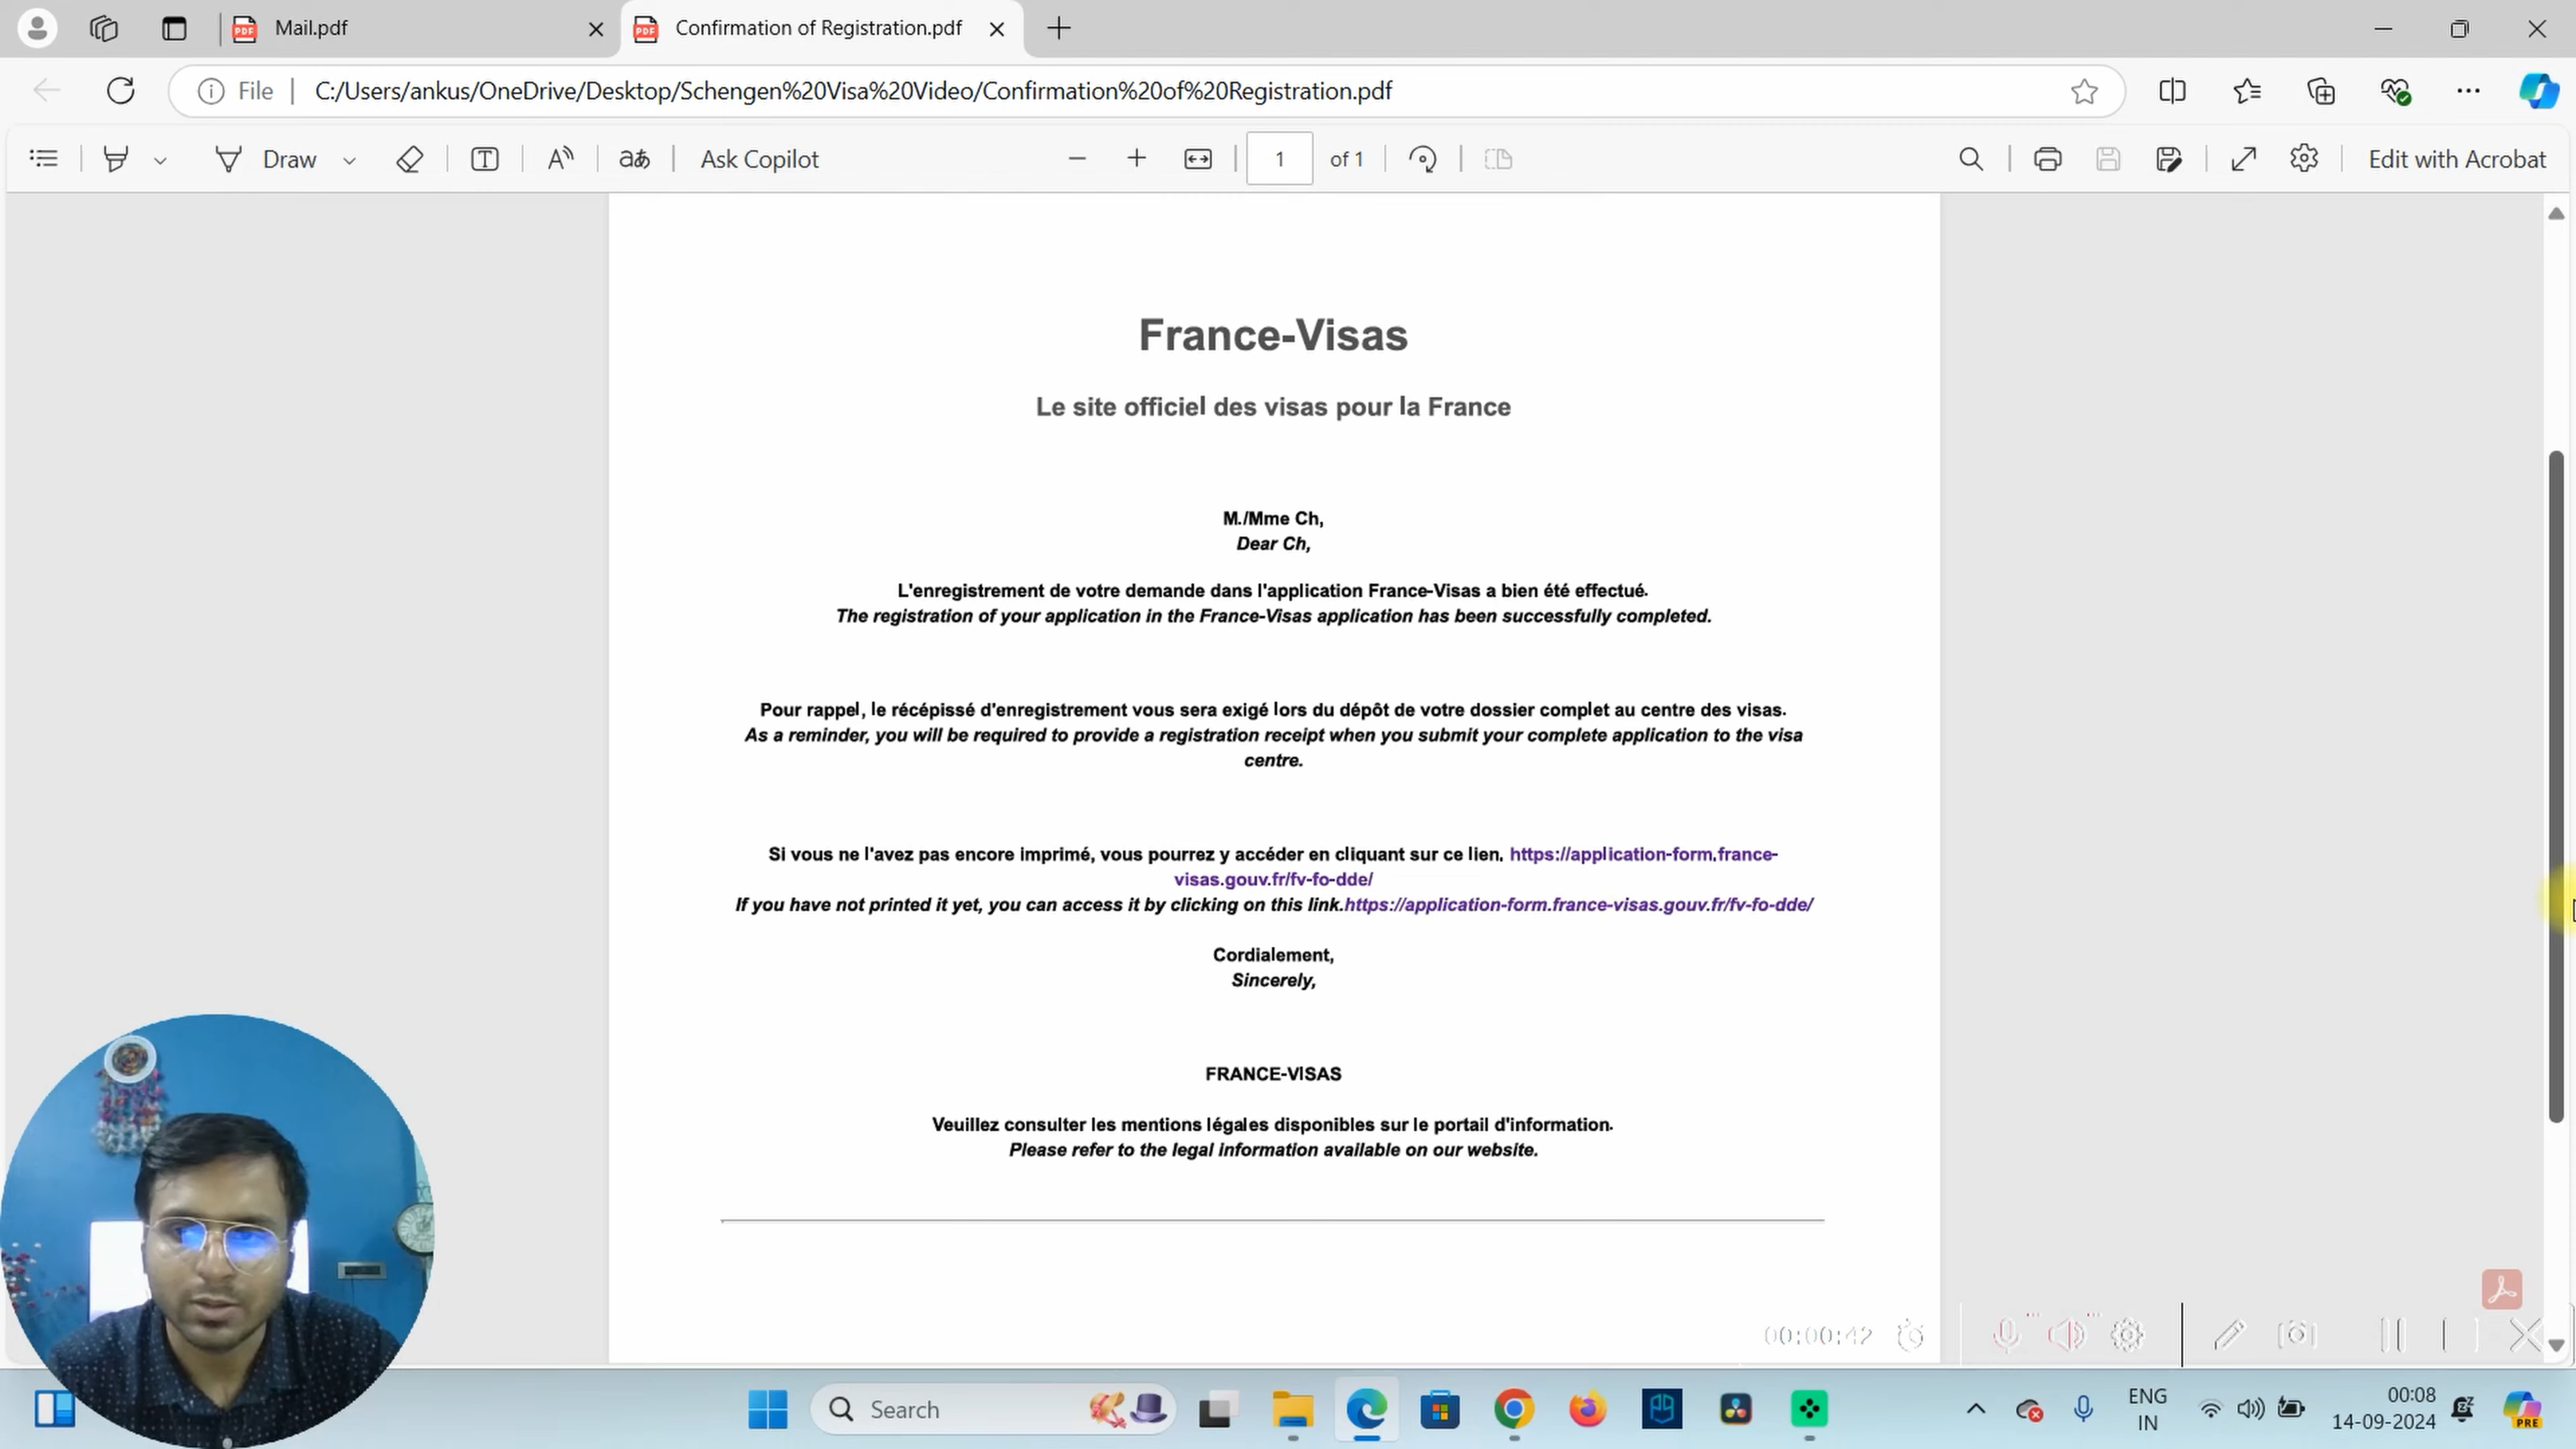 Mail.pdf
Confirmation of Registration.pdf
File
C:/Users/ankus/OneDrive/Desktop/Schengen%20Visa%20Video/Confirmation%20of%20Registration.pdf
Draw
Ask Copilot
1
of 1
Edit with Acrobat
France-Visas
Le site officiel des visas pour la France
M./Mme Ch,
Dear Ch,
L'enregistrement de votre demande dans l'application France-Visas a bien été effectué.
The registration of your application in the France-Visas application has been successfully completed.
Pour rappel, le récépissé d'enregistrement vous sera exigé lors du dépôt de votre dossier complet au centre des visas.
As a reminder, you will be required to provide a registration receipt when you submit your complete application to the visa
centre.
Si vous ne l'avez pas encore imprimé, vous pourrez y accéder en cliquant sur ce lien. https://application-form.france-
visas.gouv.fr/fv-fo-dde/
If you have not printed it yet, you can access it by clicking on this link.https://application-form.france-visas.gouv.fr/fv-fo-dde/
Cordialement,
Sincerely,
FRANCE-VISAS
Veuillez consulter les mentions légales disponibles sur le portail d'information.
Please refer to the legal information available on our website.
00:00:42
Search
ENG
IN
00:08
14-09-2024
PRE